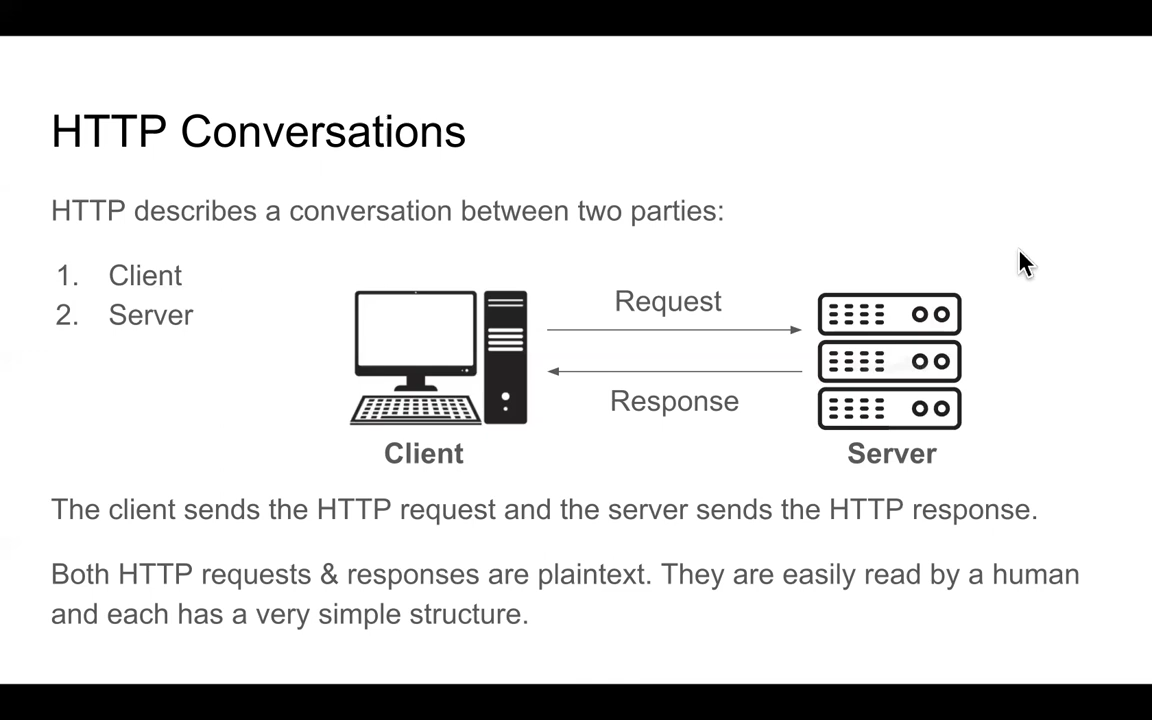 HTTP Conversations
HTTP describes a conversation between two parties:
1. Client
2. Server
Request
Response
Client
Server
The client sends the HTTP request and the server sends the HTTP response.
Both HTTP requests & responses are plaintext. They are easily read by a human
and each has a very simple structure.